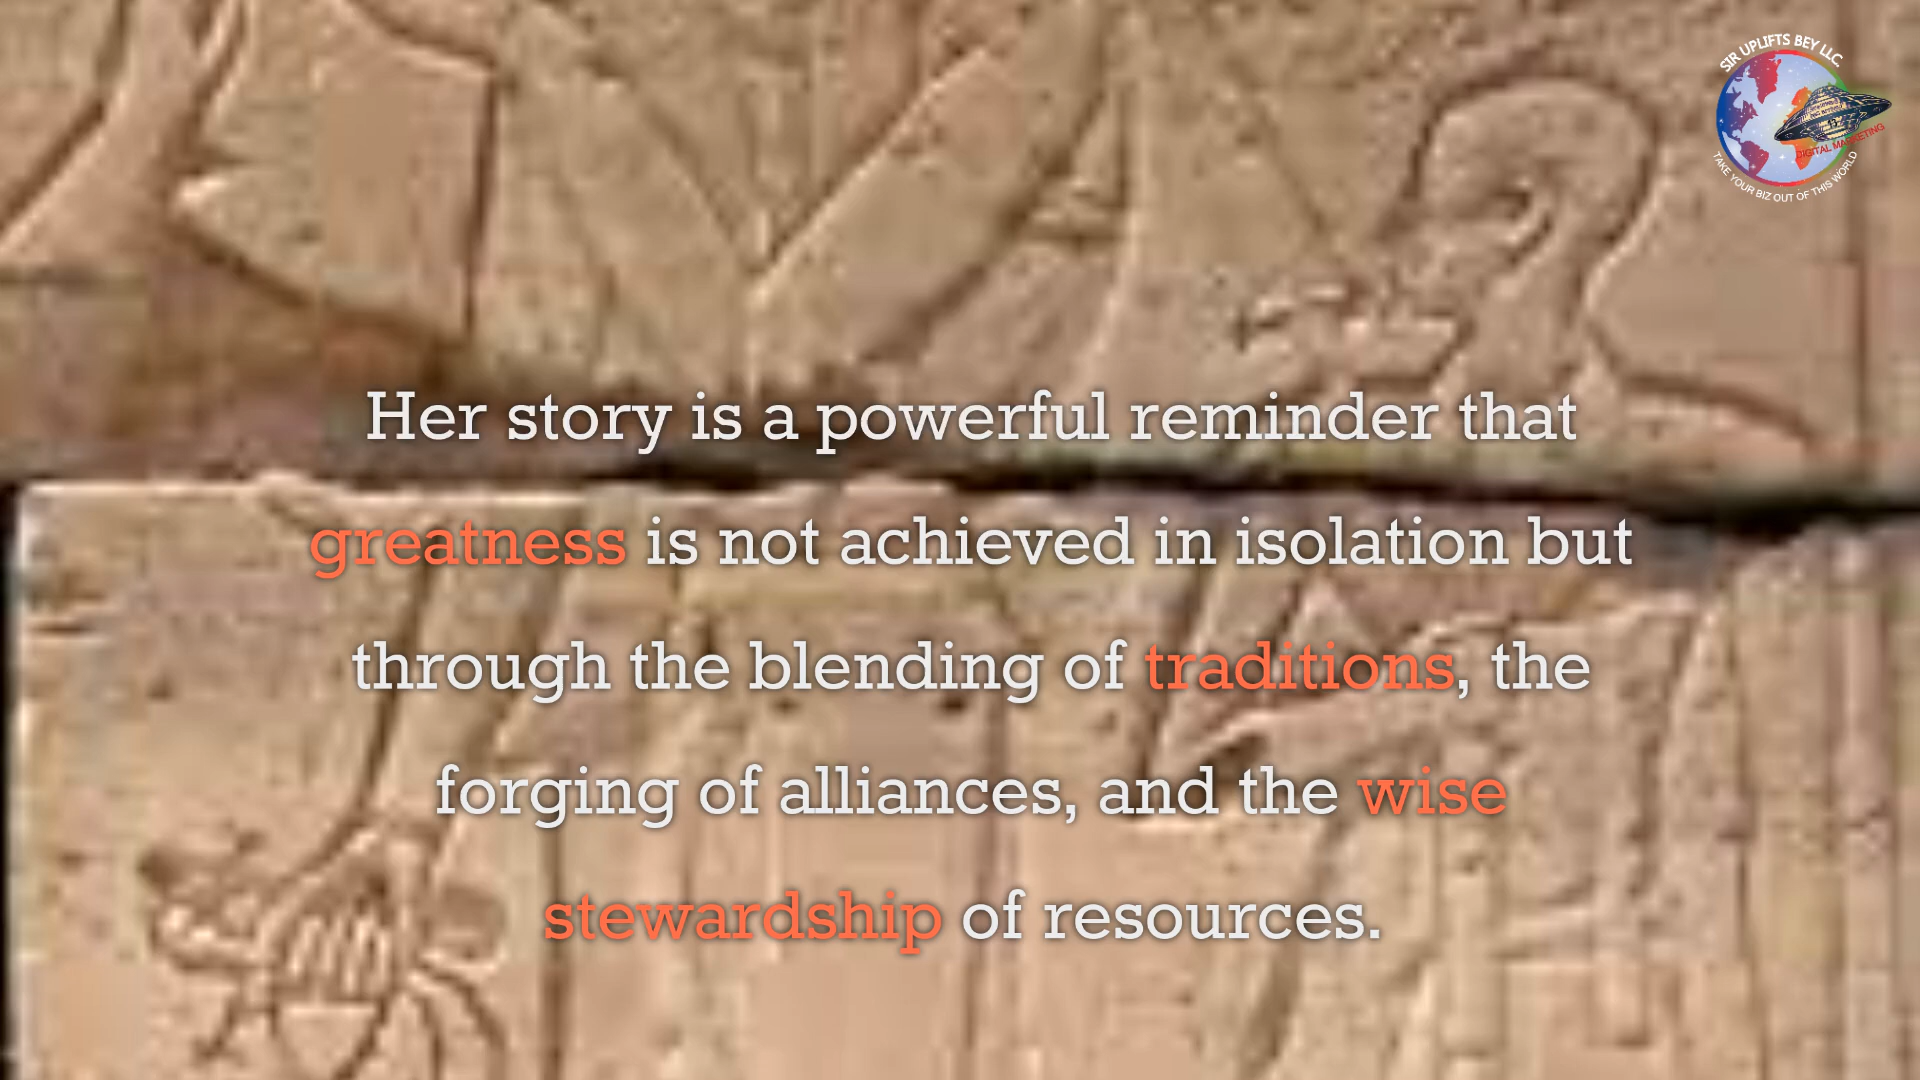 SIR UPLIFTS BEY LLC.
DIGITAL MARKETING
TAKE YOUR BIZ OUT OF THIS WORLD
Her story is a powerful reminder that
greatness is not achieved in isolation but
through the blending of traditions, the
forging of alliances, and the wise
stewardship of resources.